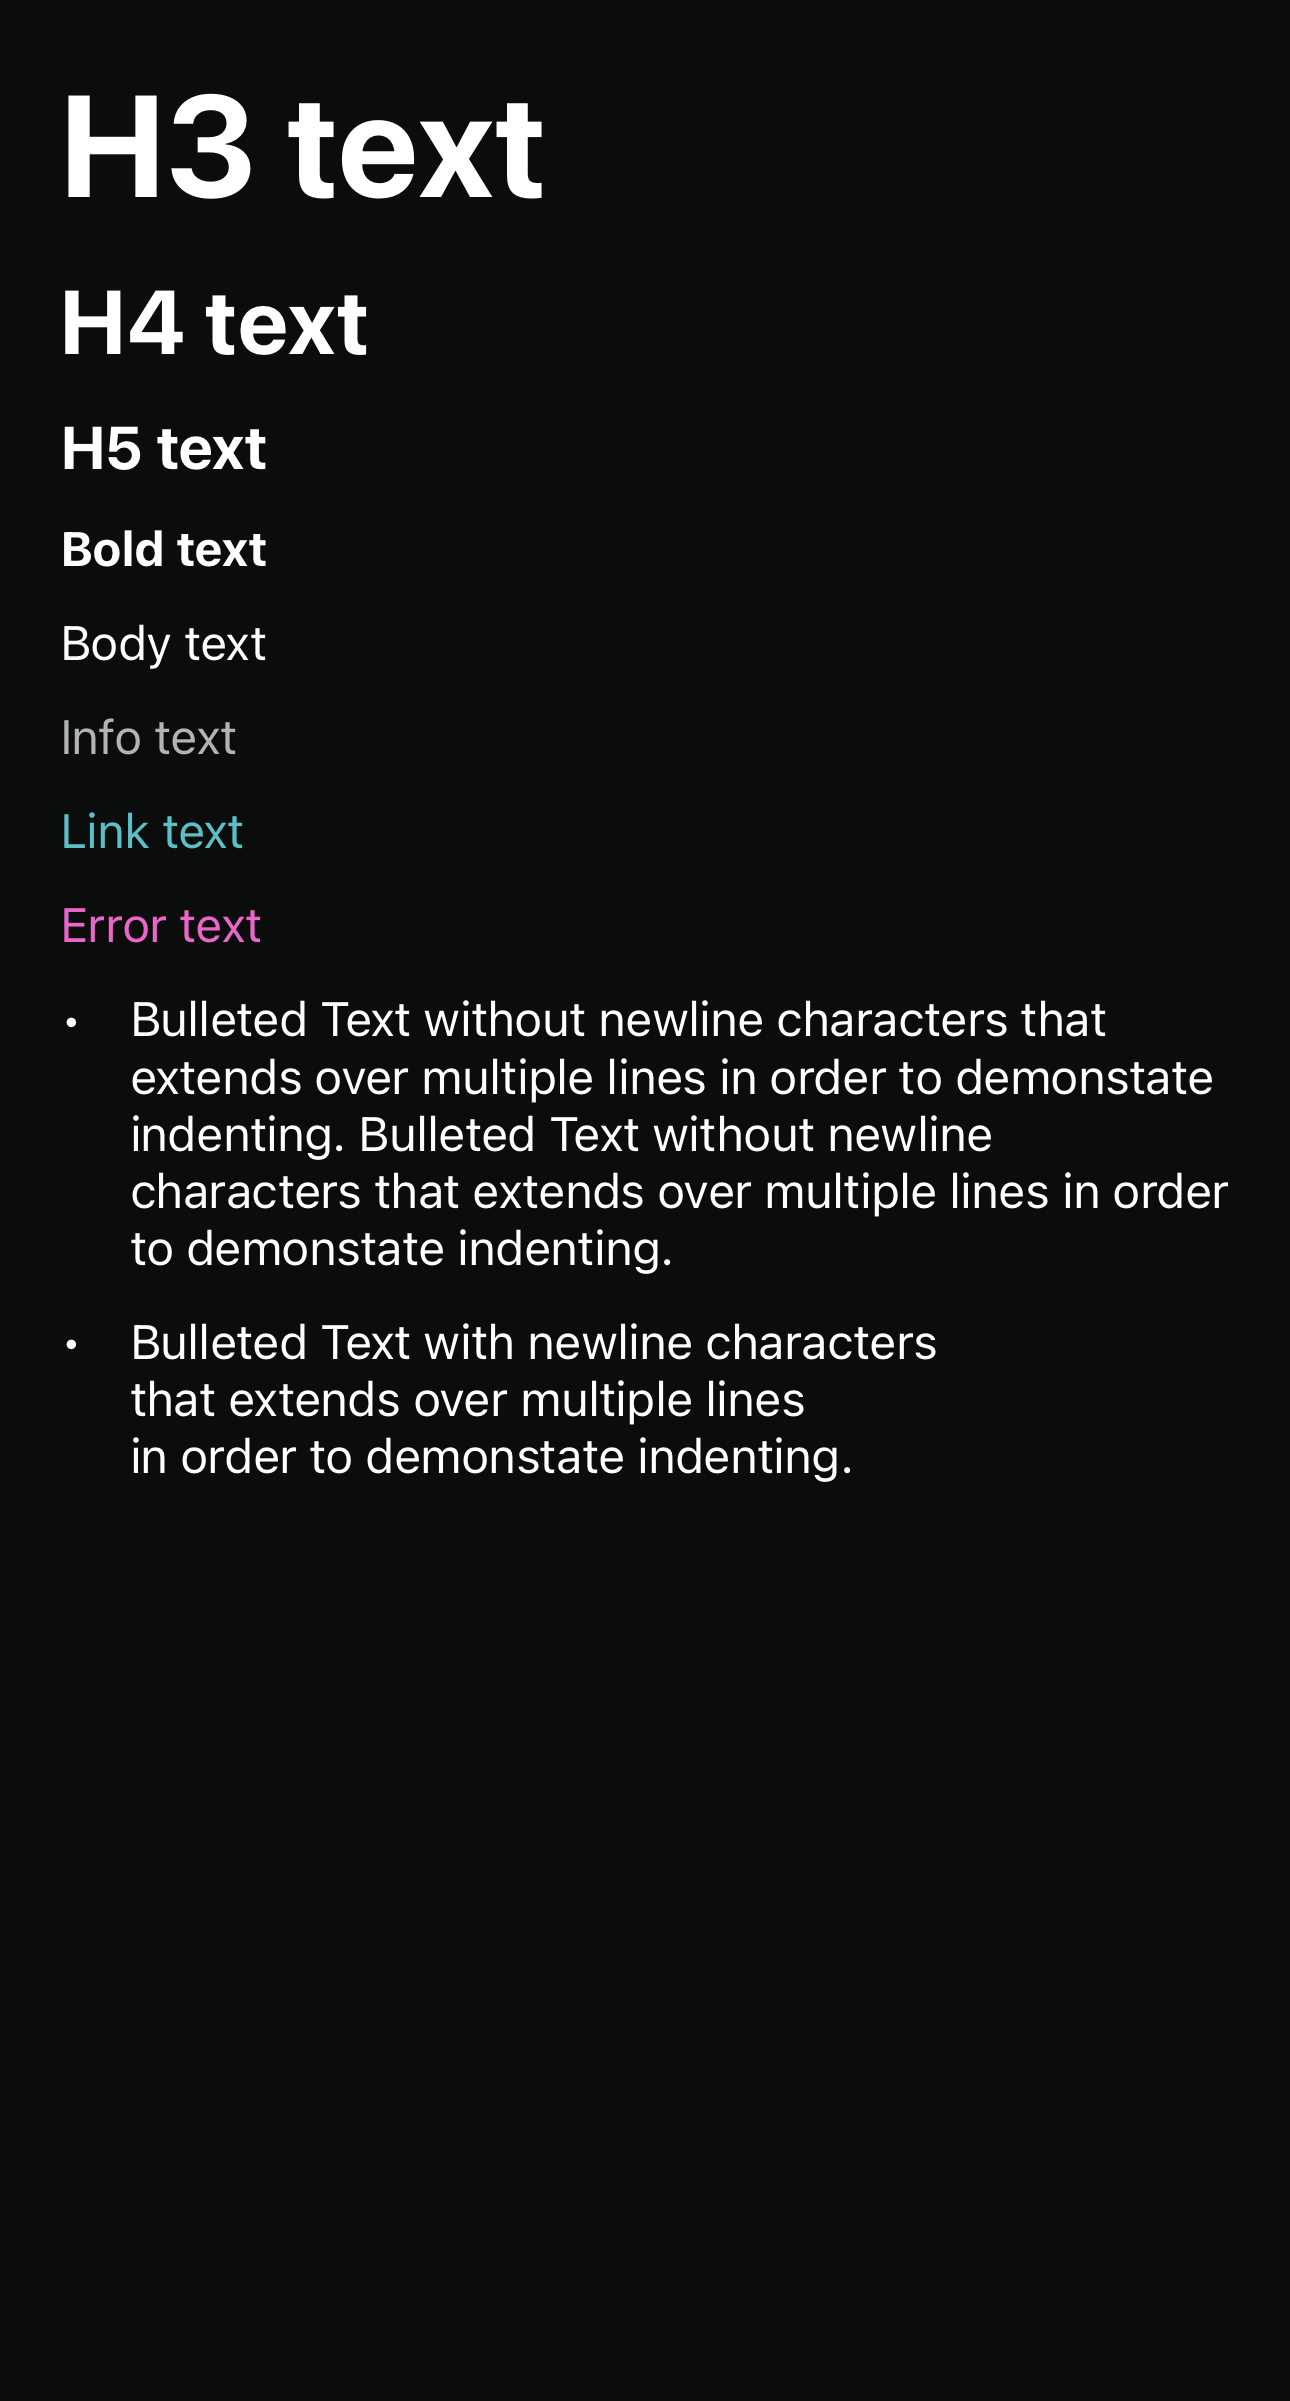 H3 text
H4 text
H5 text
Bold text
Body text
Info text
Link text
Error text
• Bulleted Text without newline characters that
extends over multiple lines in order to demonstate
indenting. Bulleted Text without newline
characters that extends over multiple lines in order
to demonstate indenting.
• Bulleted Text with newline characters
that extends over multiple lines
in order to demonstate indenting.